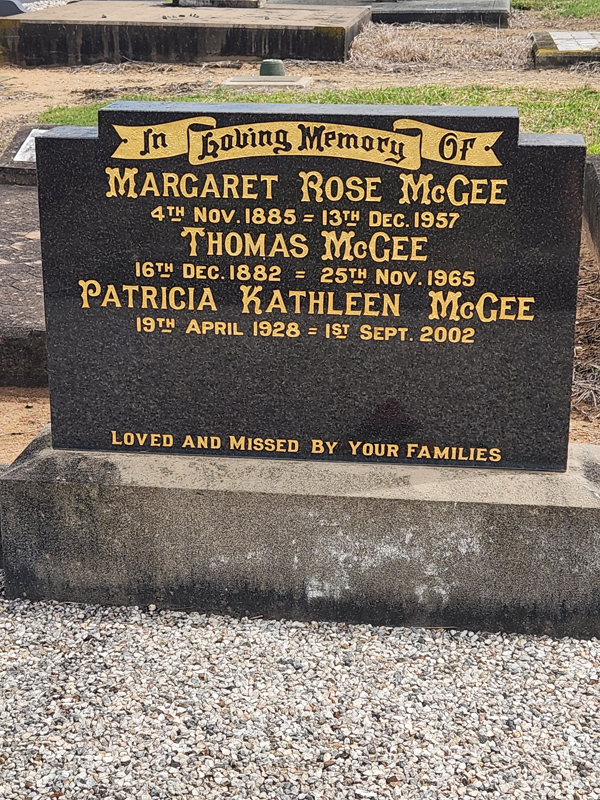 In Loving Memory Of
MARGARET ROSE McGEE
4TH NOV. 1885 = 13TH DEC. 1957
THOMAS McGEE
16TH DEC. 1882 = 25TH NOV. 1965
PATRICIA KATHLEEN McGEE
19TH APRIL 1928 = 1ST SEPT. 2002
LOVED AND MISSED BY YOUR FAMILIES